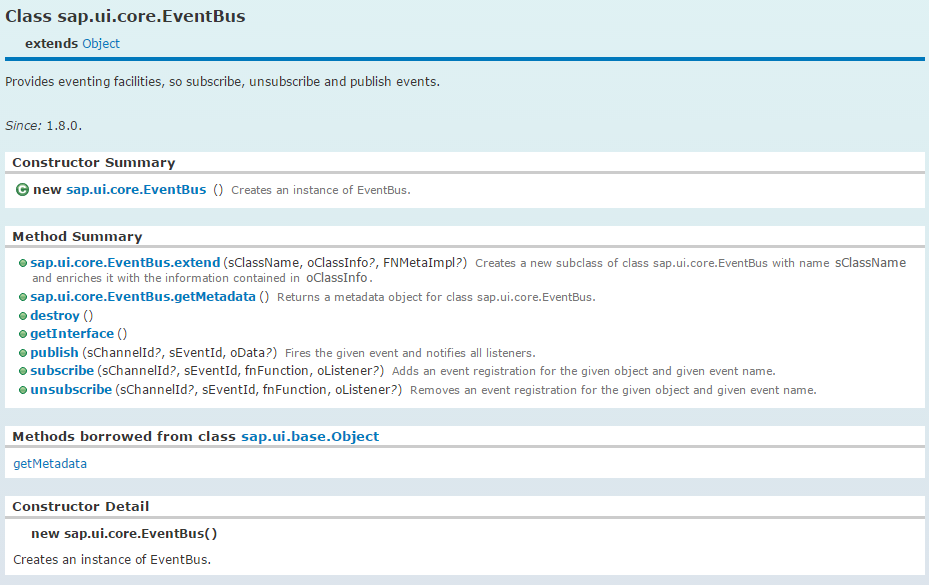 Class sap.ui.core.EventBus
extends Object
Provides eventing facilities, so subscribe, unsubscribe and publish events.
Since: 1.8.0.
Constructor Summary
C new sap.ui.core.EventBus () Creates an instance of EventBus.
Method Summary
sap.ui.core.EventBus.extend (sClassName, oClassInfo?, FNMetaImpl?) Creates a new subclass of class sap.ui.core.EventBus with name sClassName
and enriches it with the information contained in oClassInfo.
sap.ui.core.EventBus.getMetadata () Returns a metadata object for class sap.ui.core.EventBus.
destroy ()
getInterface ()
publish (sChannelId?, sEventId, oData?) Fires the given event and notifies all listeners.
subscribe (sChannelId?, sEventId, fnFunction, oListener?) Adds an event registration for the given object and given event name.
unsubscribe (sChannelId?, sEventId, fnFunction, oListener?) Removes an event registration for the given object and given event name.
Methods borrowed from class sap.ui.base.Object
getMetadata
Constructor Detail
new sap.ui.core.EventBus()
Creates an instance of EventBus.